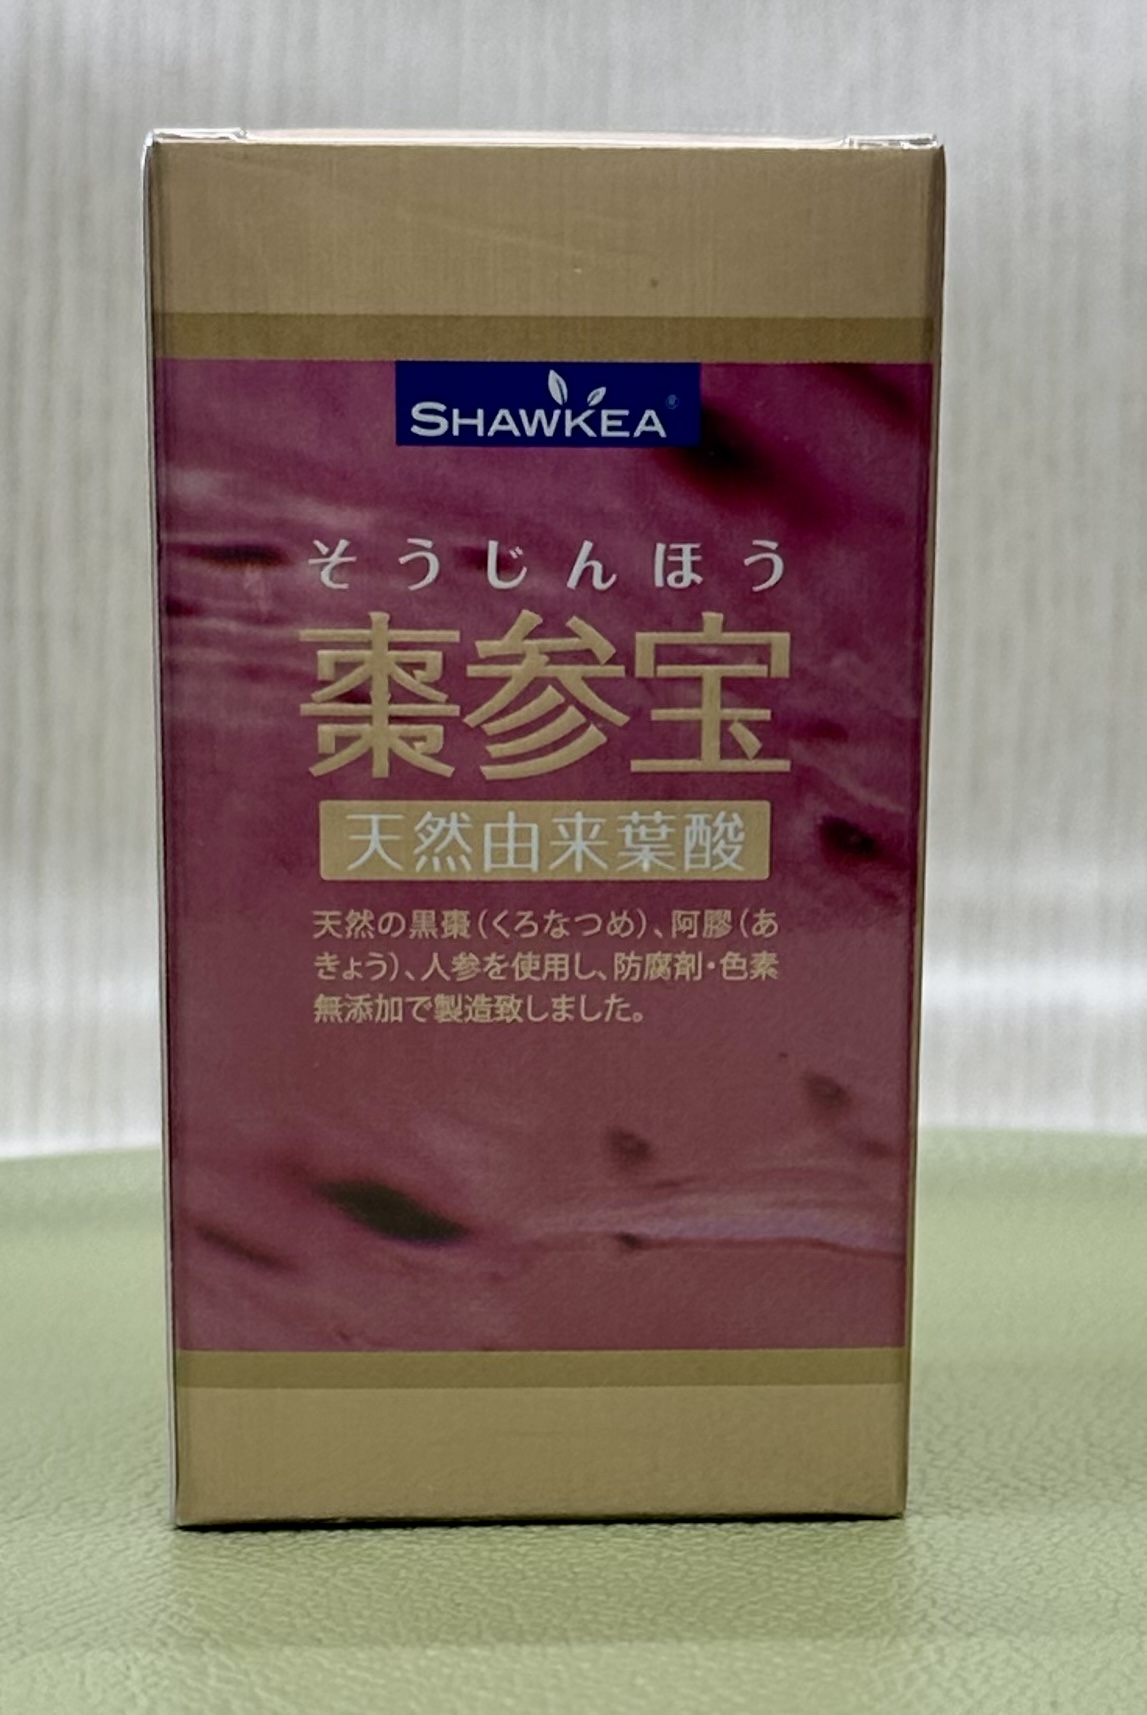 SHAWKEA®
そうじんほう
棗参宝
天然由来葉酸
天然の黒棗(くろなつめ)、阿膠(あ
きょう)、人参を使用し、防腐剤・色素
無添加で製造致しました。